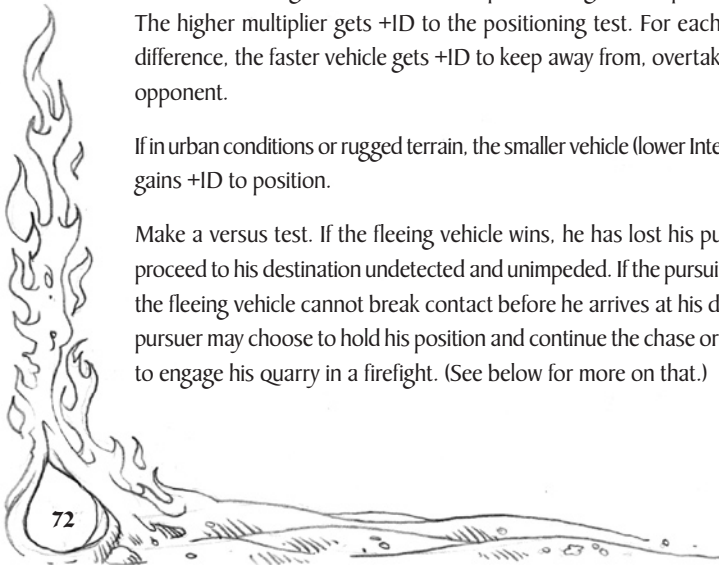 The higher multiplier gets +1D to the positioning test. For each
difference, the faster vehicle gets +1D to keep away from, overtak
opponent.
If in urban conditions or rugged terrain, the smaller vehicle (lower Inte
gains +1D to position.
Make a versus test. If the fleeing vehicle wins, he has lost his pu
proceed to his destination undetected and unimpeded. If the pursui
the fleeing vehicle cannot break contact before he arrives at his d
pursuer may choose to hold his position and continue the chase or
to engage his quarry in a firefight. (See below for more on that.)
72